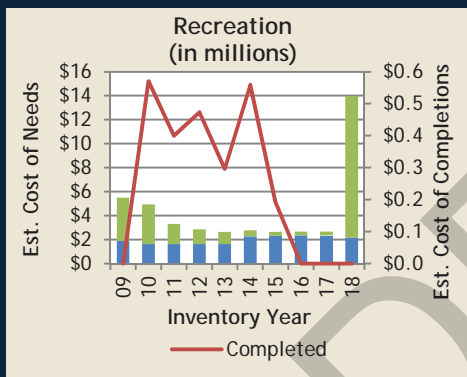 Recreation
(in millions)
Est. Cost of Needs
$16
$14
$12
$10
$8
$6
$4
$2
$0
$0.6
$0.5
$0.4
$0.3
$0.2
$0.1
$0.0
Est. Cost of Completions
09 10 11 12 13 14 15 16 17 18
Inventory Year
Completed